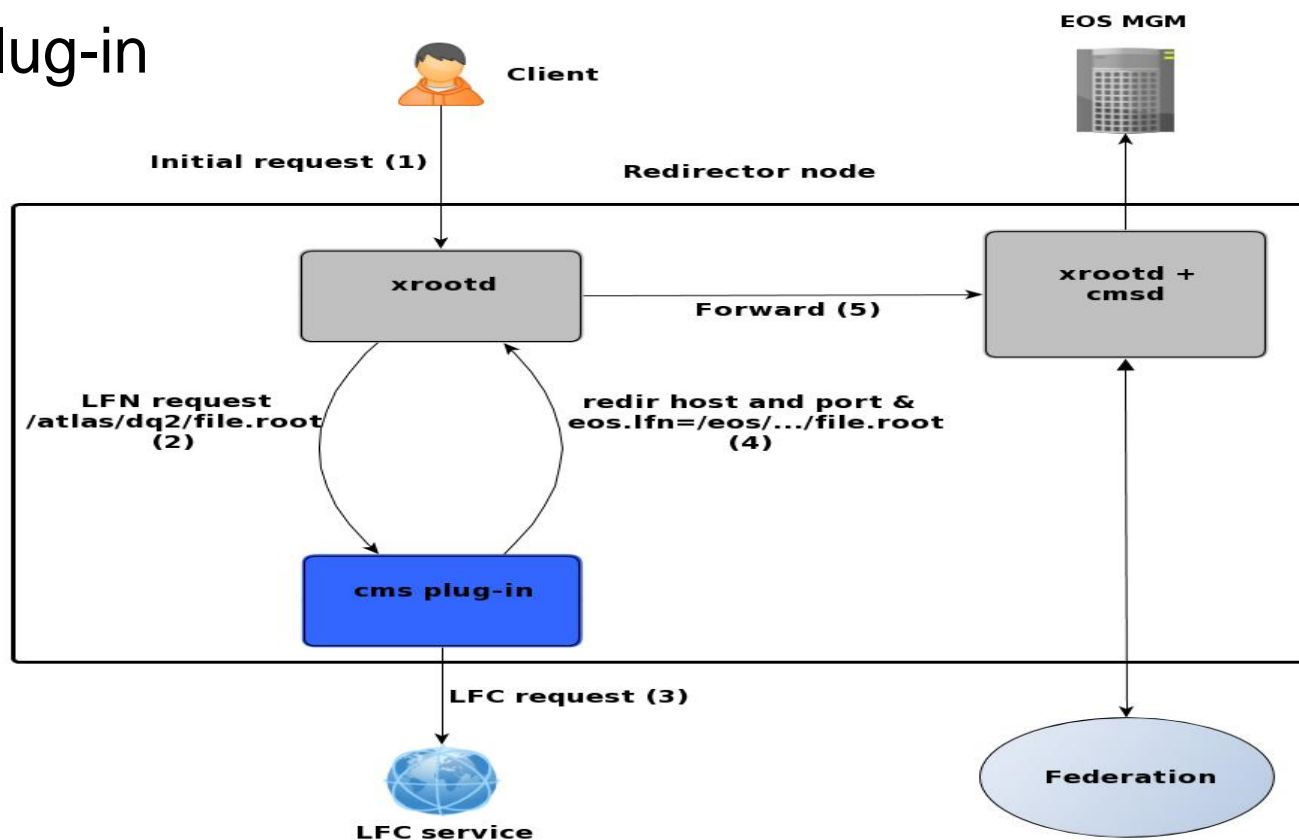 lug-in
EOS MGM
Client
Initial request (1)
Redirector node
xrootd
xrootd +
cmsd
Forward (5)
LFN request
/atlas/dq2/file.root
(2)
redir host and port &
eos.lfn=/eos/.../file.root
(4)
cms plug-in
LFC request (3)
Federation
LFC service